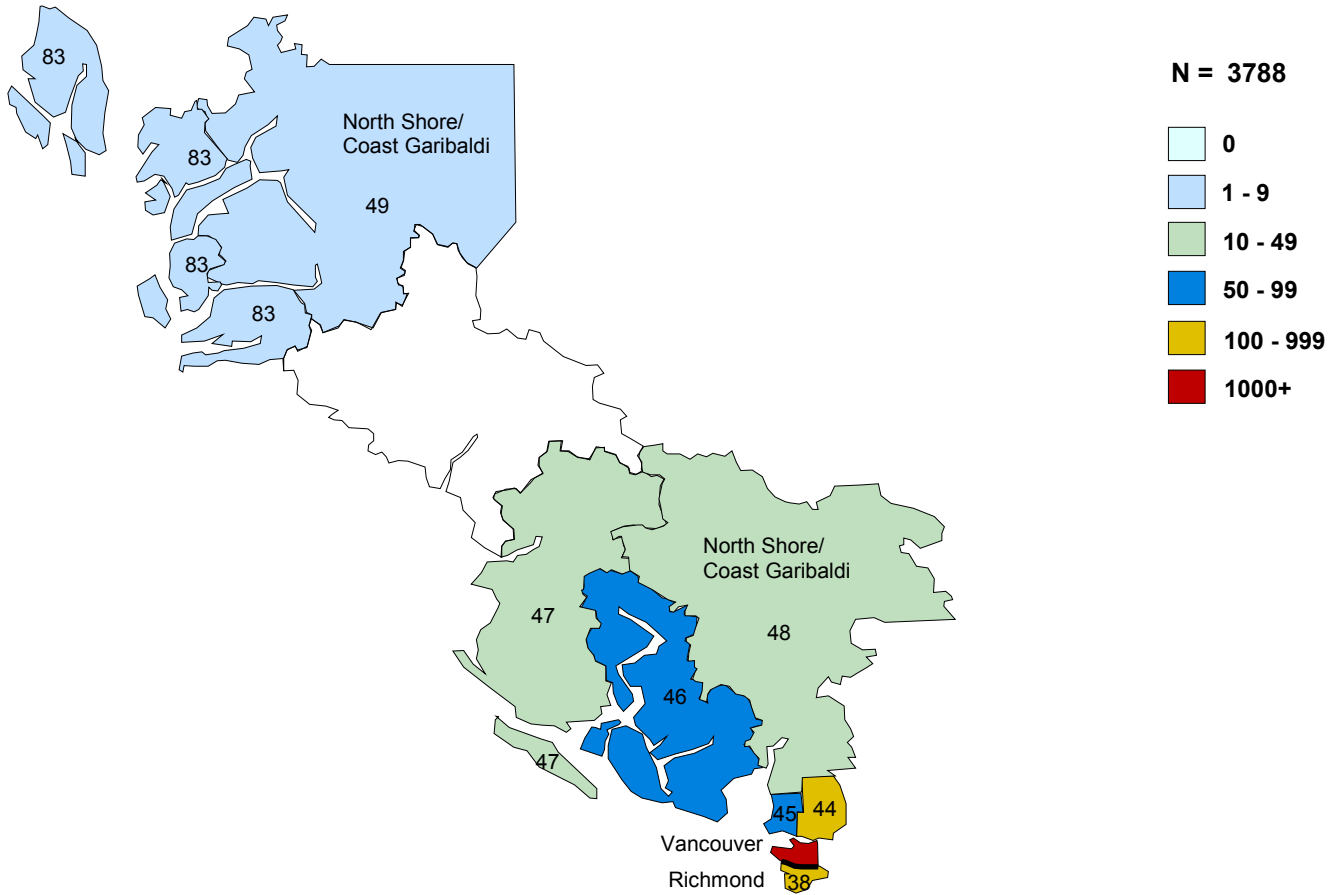 83
N = 3788
North Shore/
Coast Garibaldi
0
83
1 - 9
49
10 - 49
83
50 - 99
83
100 - 999
1000+
North Shore/
Coast Garibaldi
47
48
46
47
45
44
Vancouver
Richmond
38